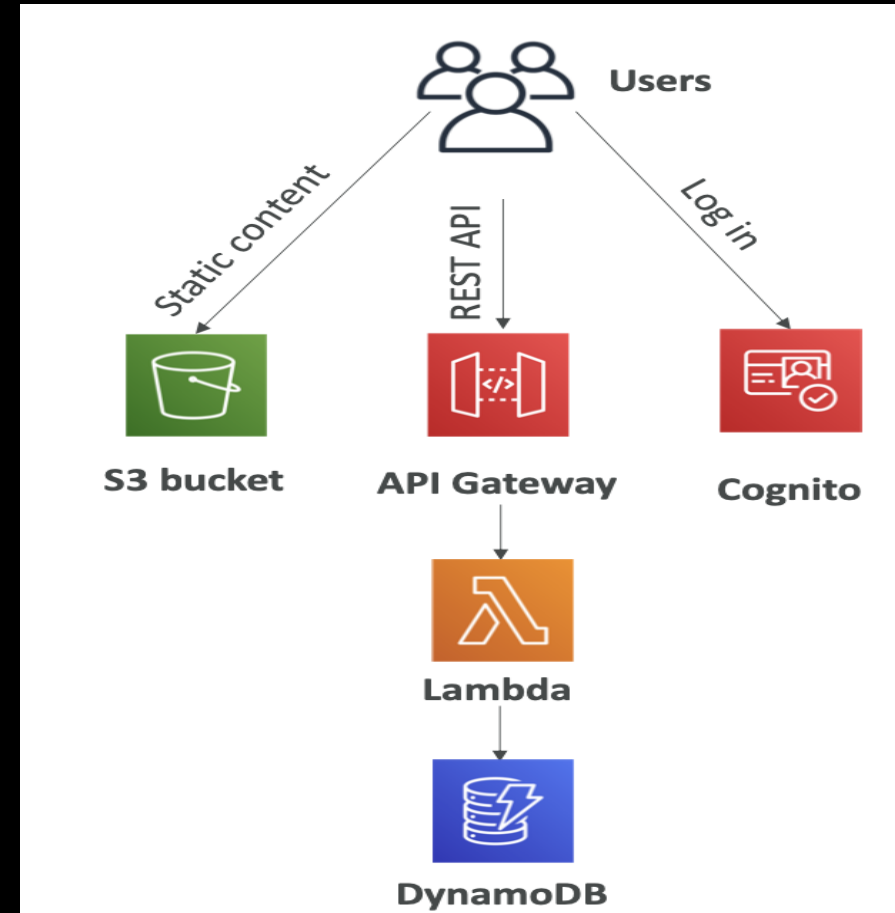 Users
Static content
REST API
Log in
</>
S3 bucket
API Gateway
Cognito
Lambda
DynamoDB